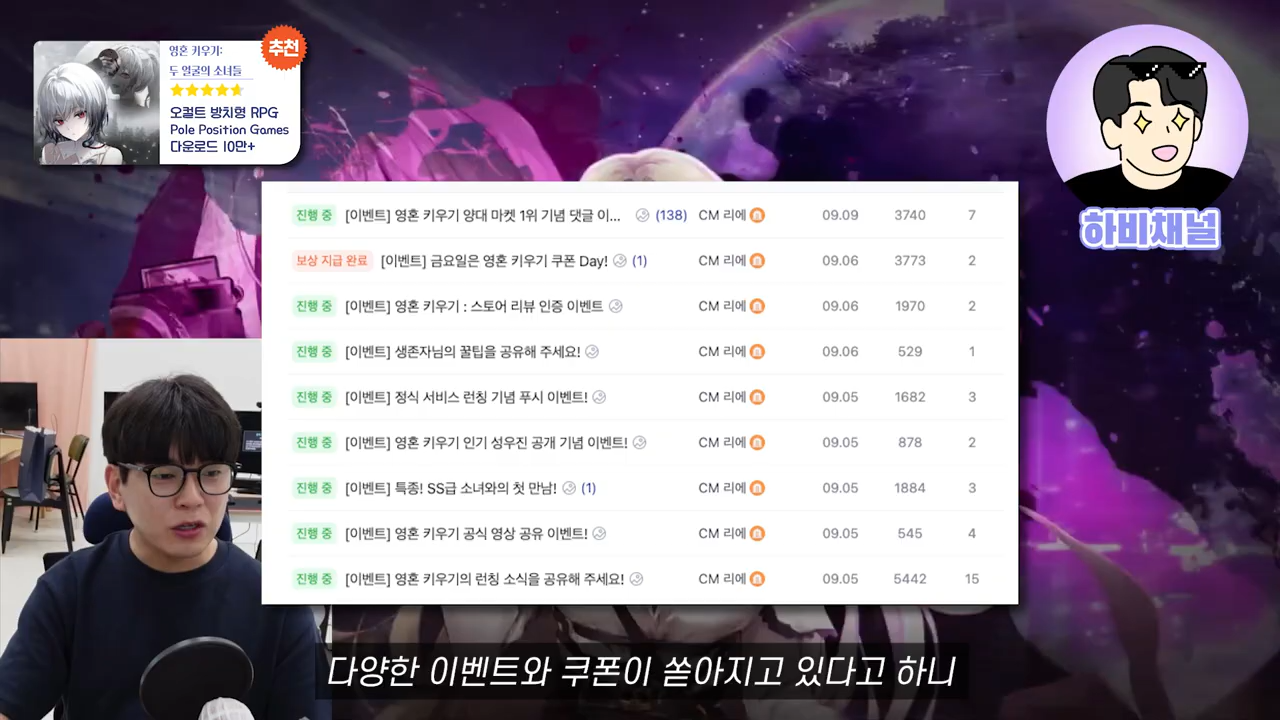 영혼 키우기:
두 얼굴의 소녀들
추천
오컬트 방치형 RPG
Pole Position Games
다운로드 10만+
하비채널
진행 중 [이벤트] 영혼 키우기 양대 마켓 1위 기념 댓글 이... (138) CM 리에 09.09 3740 7
보상 지급 완료 [이벤트] 금요일은 영혼 키우기 쿠폰 Day! (1) CM 리에 09.06 3773 2
진행 중 [이벤트] 영혼 키우기 : 스토어 리뷰 인증 이벤트 CM 리에 09.06 1970 2
진행 중 [이벤트] 생존자님의 꿀팁을 공유해 주세요! CM 리에 09.06 529 1
진행 중 [이벤트] 정식 서비스 런칭 기념 푸시 이벤트! CM 리에 09.05 1682 3
진행 중 [이벤트] 영혼 키우기 인기 성우진 공개 기념 이벤트! CM 리에 09.05 878 2
진행 중 [이벤트] 특종! SS급 소녀와의 첫 만남! (1) CM 리에 09.05 1884 3
진행 중 [이벤트] 영혼 키우기 공식 영상 공유 이벤트! CM 리에 09.05 545 4
진행 중 [이벤트] 영혼 키우기의 런칭 소식을 공유해 주세요! CM 리에 09.05 5442 15
다양한 이벤트와 쿠폰이 쏟아지고 있다고 하니